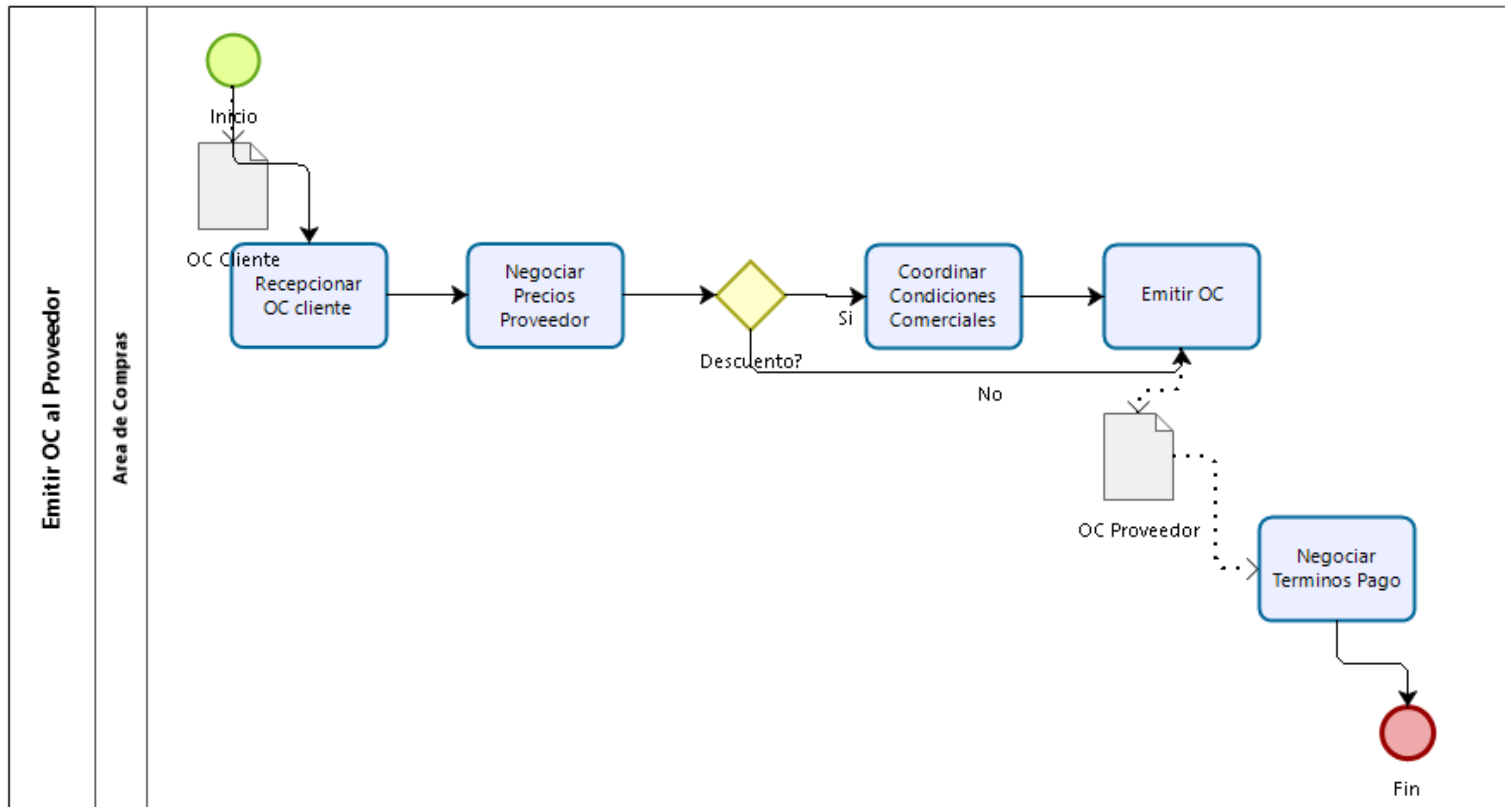 Emitir OC al Proveedor
Area de Compras
Inicio
OC Cliente
Recepcionar
OC cliente
Negociar
Precios
Proveedor
Descuento?
Si
No
Coordinar
Condiciones
Comerciales
Emitir OC
OC Proveedor
Negociar
Terminos Pago
Fin